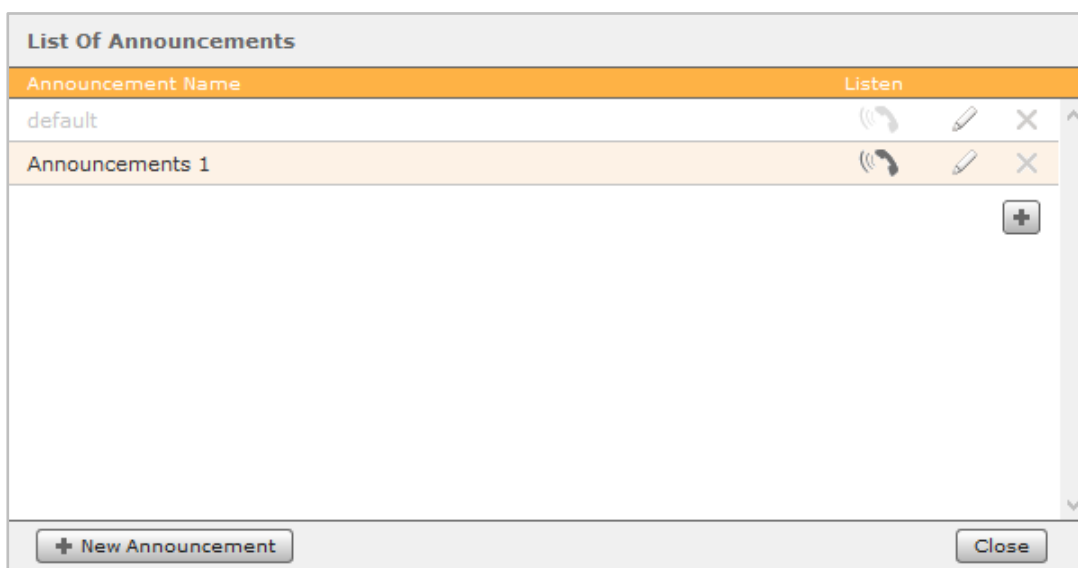 List Of Announcements
Announcement Name Listen
default
Announcements 1
New Announcement Close